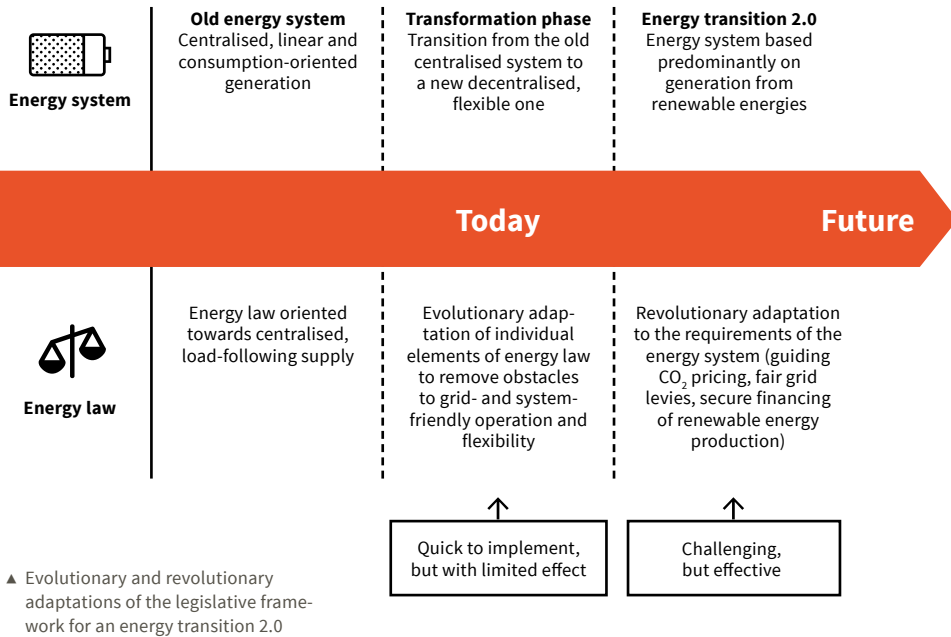 Old energy system
Centralised, linear and
consumption-oriented
generation
Transformation phase
Transition from the old
centralised system to
a new decentralised,
flexible one
Energy transition 2.0
Energy system based
predominantly on
generation from
renewable energies
Energy system
Today
Future
Energy law oriented
towards centralised,
load-following supply
Evolutionary adap-
tation of individual
elements of energy law
to remove obstacles
to grid- and system-
friendly operation and
flexibility
Revolutionary adaptation
to the requirements of the
energy system (guiding
CO₂ pricing, fair grid
levies, secure financing
of renewable energy
production)
Energy law
Quick to implement,
but with limited effect
Challenging,
but effective
▲ Evolutionary and revolutionary
adaptations of the legislative frame-
work for an energy transition 2.0